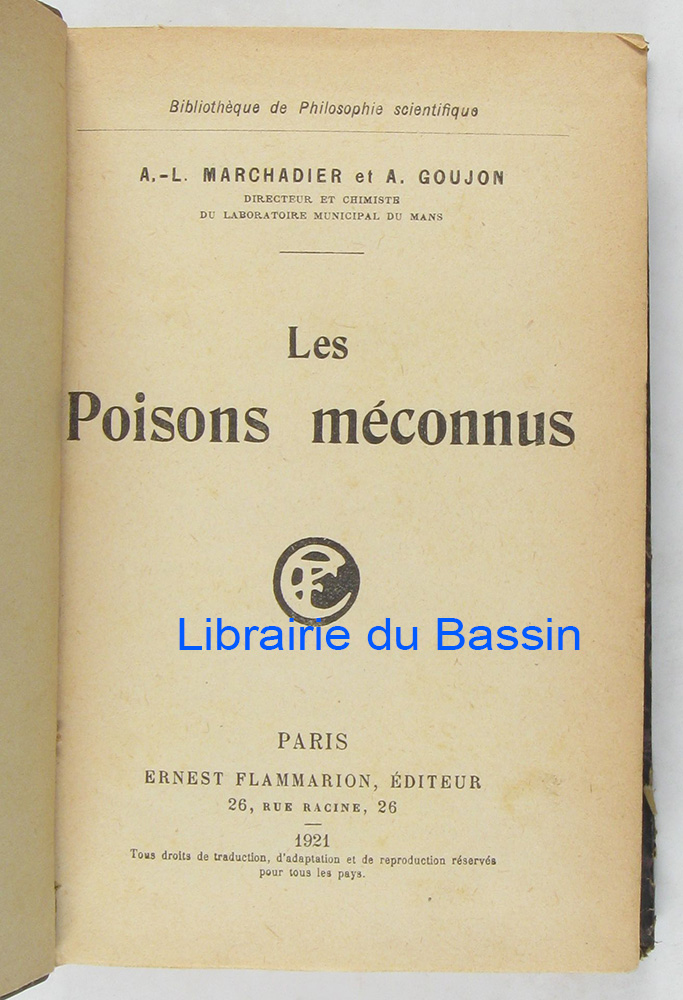 Bibliothèque de Philosophie scientifique
A.-L. MARCHADIER et A. GOUJON
DIRECTEUR ET CHIMISTE
DU LABORATOIRE MUNICIPAL DU MANS
Les
Poisons méconnus
Librairie du Bassin
PARIS
ERNEST FLAMMARION, ÉDITEUR
26, RUE RACINE, 26
1921
Tous droits de traduction, d'adaptation et de reproduction réservés
pour tous les pays.